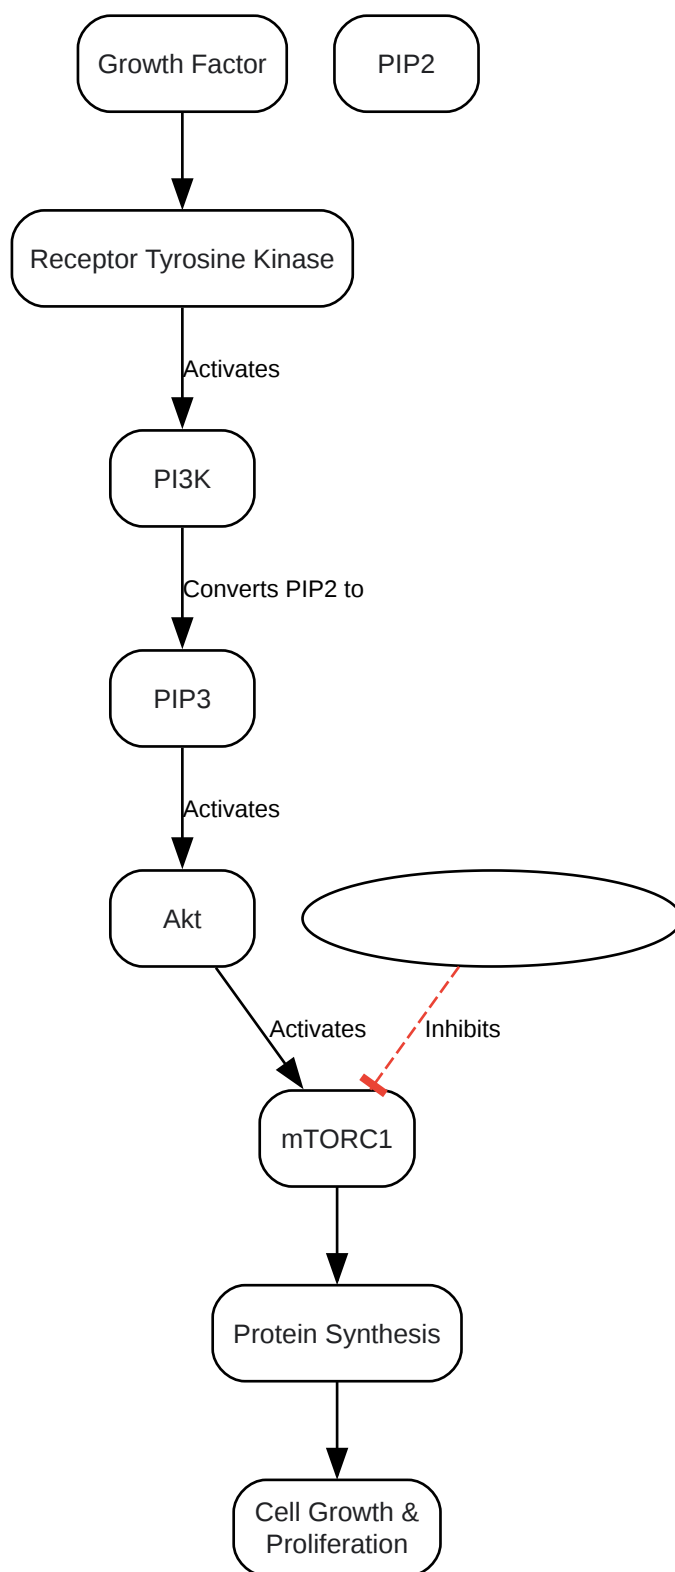 Growth Factor
PIP2
Receptor Tyrosine Kinase
Activates
PI3K
Converts PIP2 to
PIP3
Activates
Akt
Activates
Inhibits
mTORC1
Protein Synthesis
Cell Growth &
Proliferation